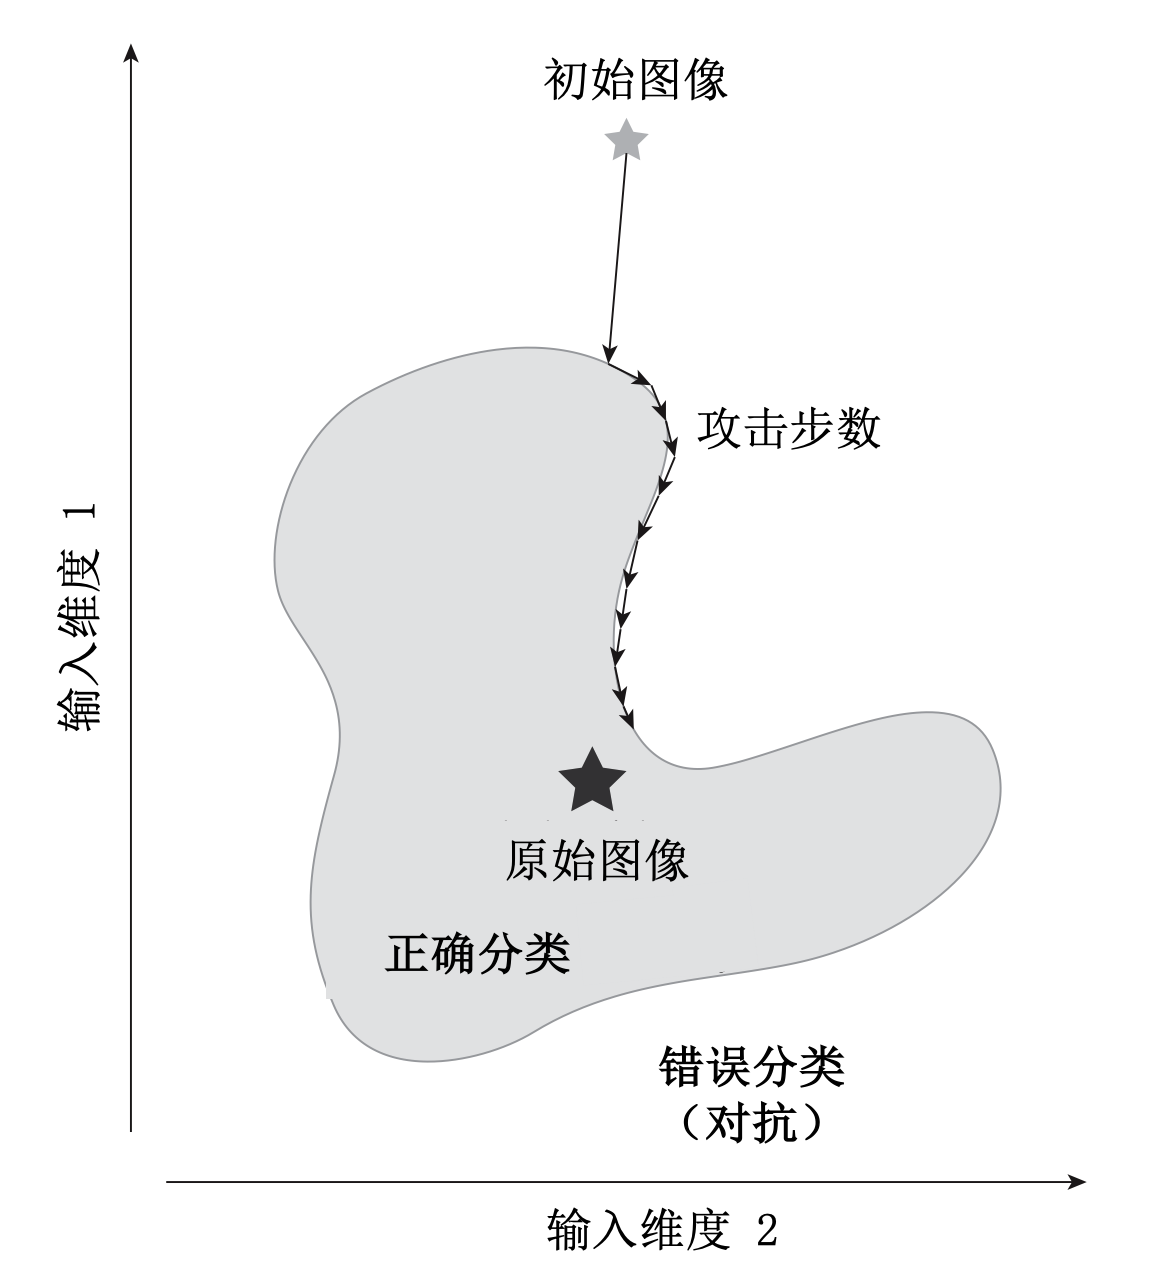 初始图像
攻击步数
输入维度 1
原始图像
正确分类
错误分类
（对抗）
输入维度 2